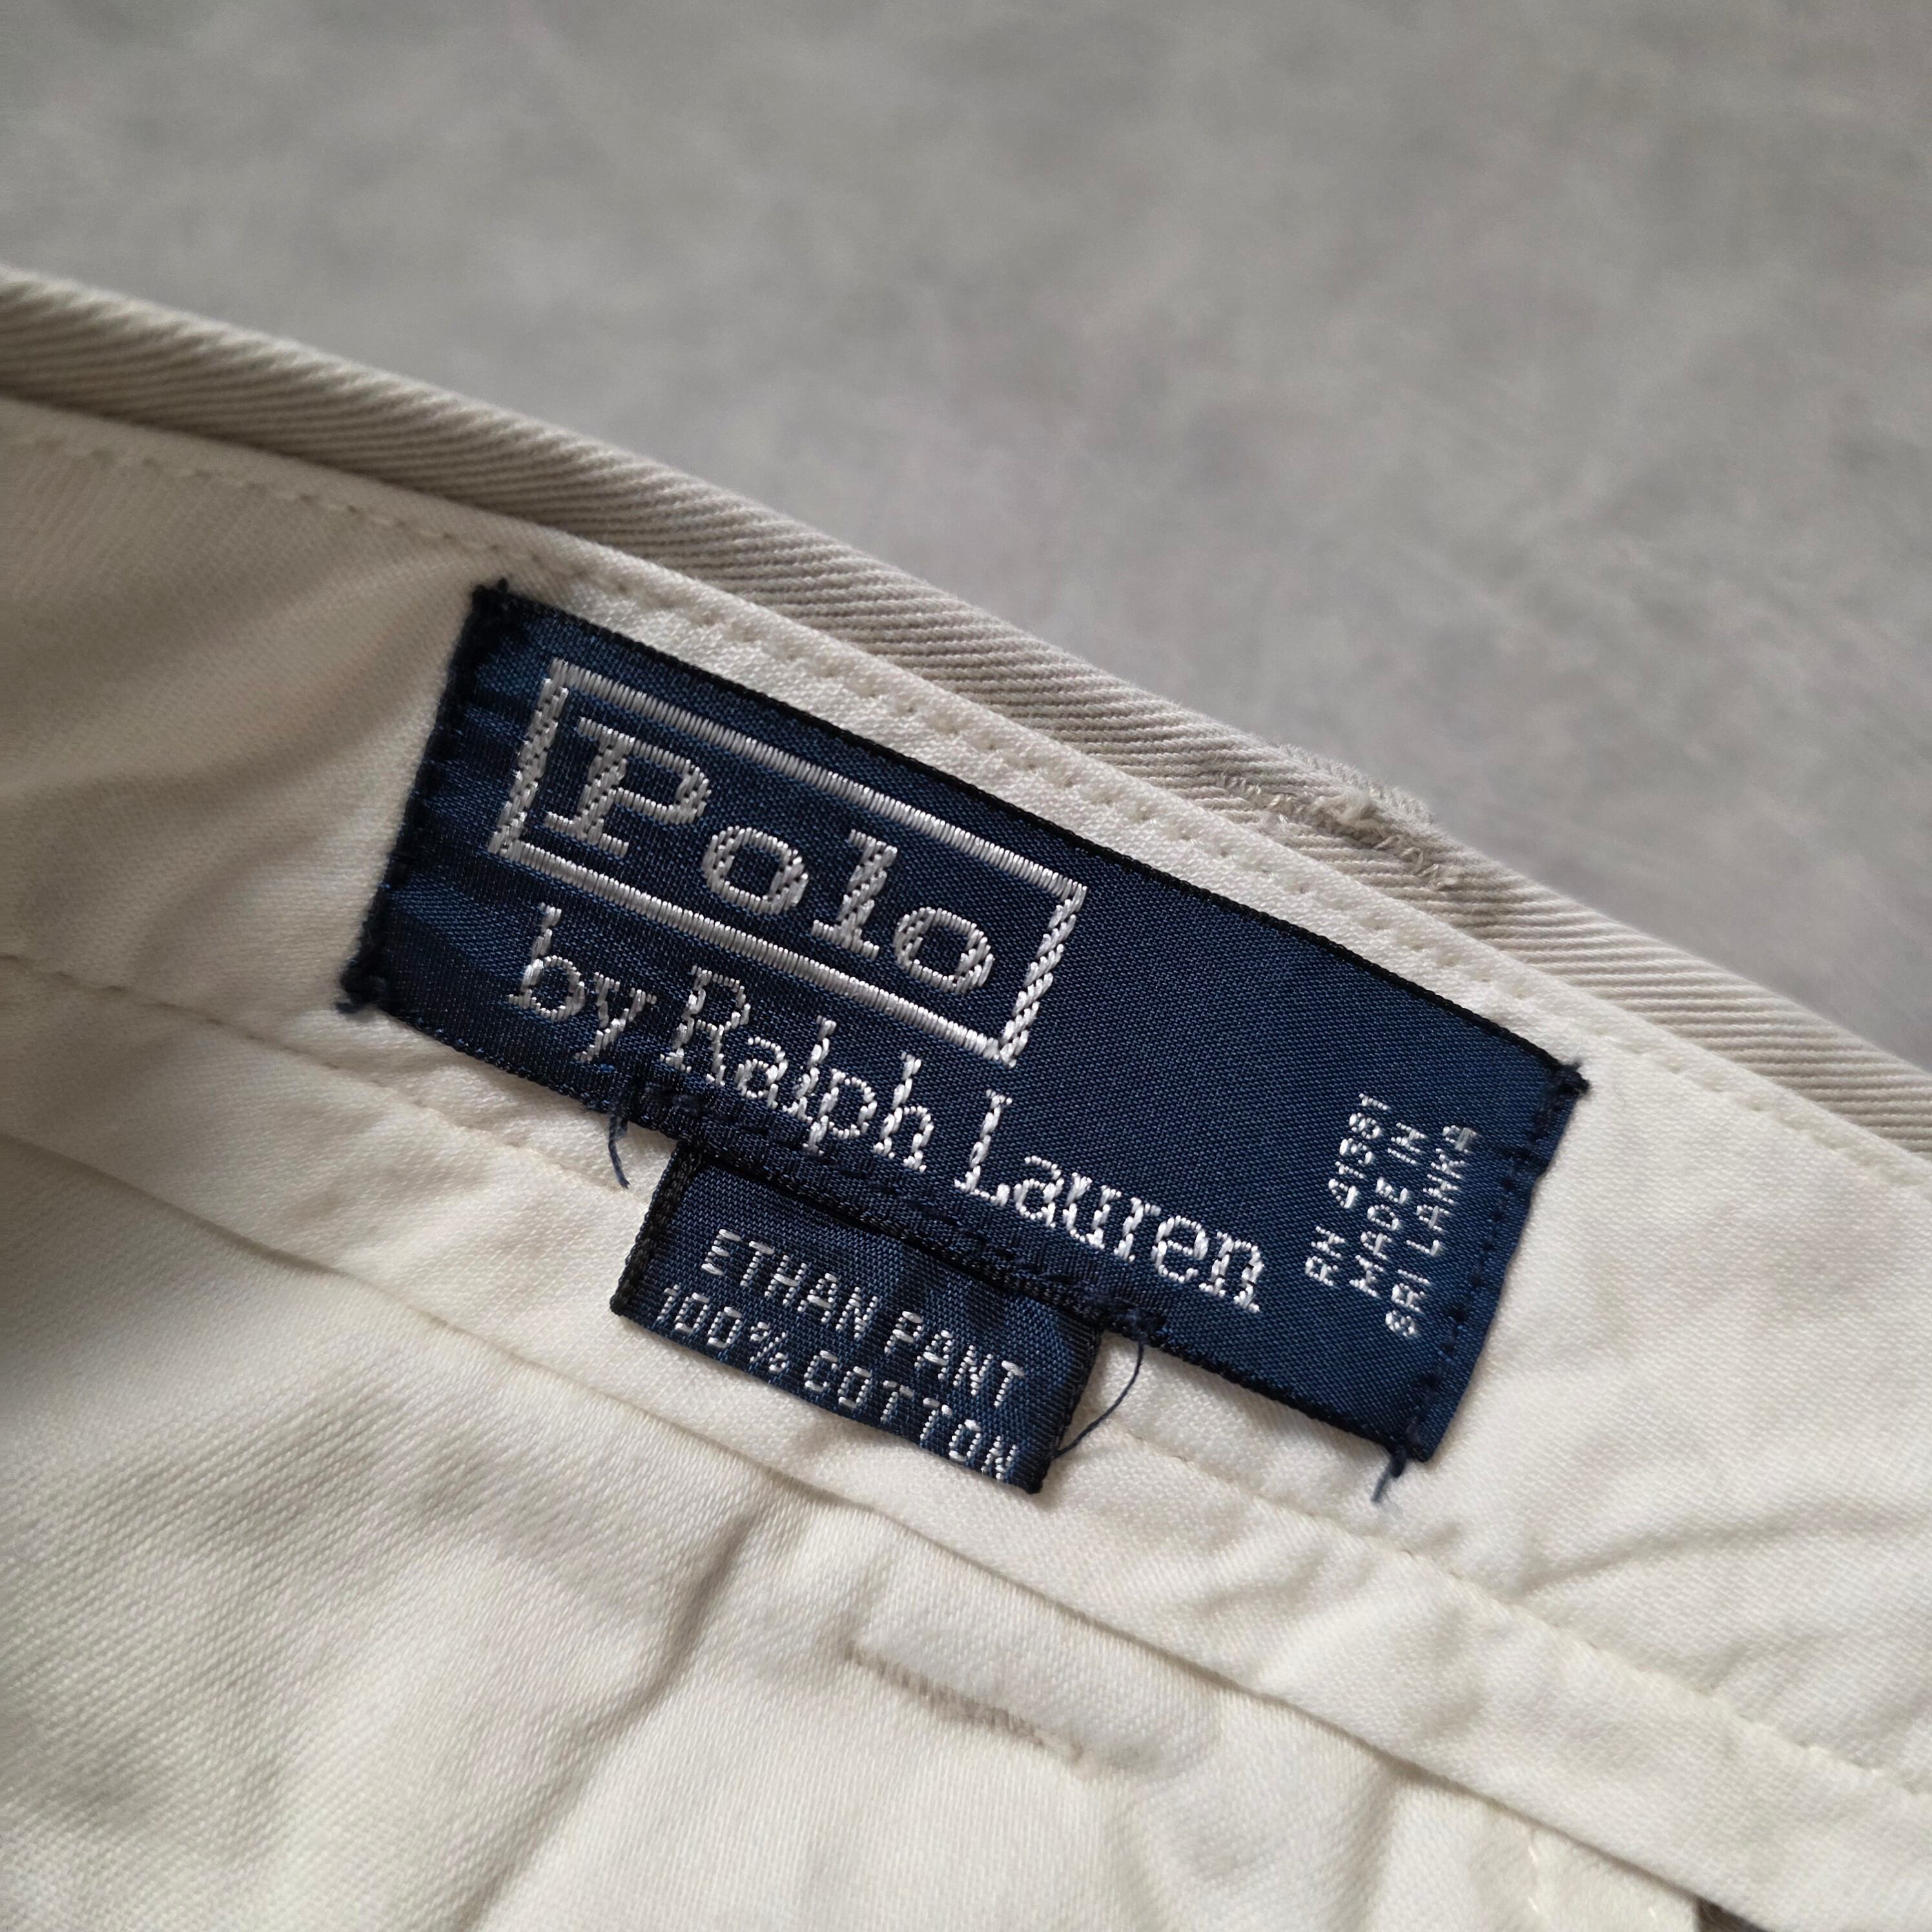 Polo
by Ralph Lauren
RN 41381
MADE IN
SRI LANKA
ETHAN PANT
100% COTTON